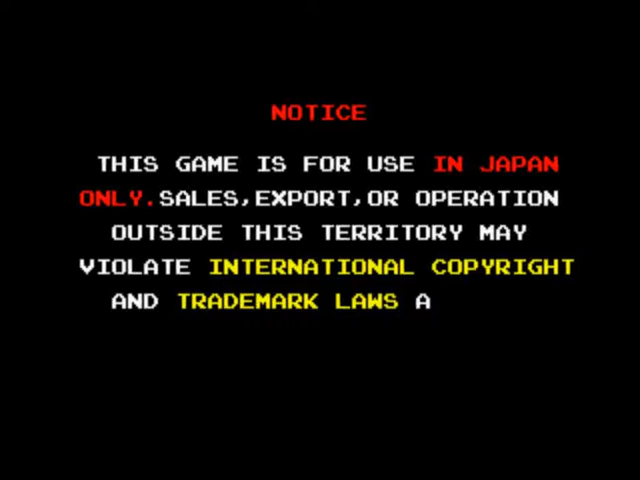 NOTICE
THIS GAME IS FOR USE IN JAPAN
ONLY.SALES,EXPORT,OR OPERATION
OUTSIDE THIS TERRITORY MAY
VIOLATE INTERNATIONAL COPYRIGHT
AND TRADEMARK LAWS A